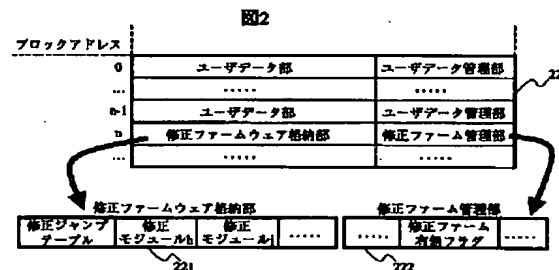 図2
ブロックアドレス
0 ユーザデータ部 ユーザデータ管理部
... ..... .....
n-1 ユーザデータ部 ユーザデータ管理部
n 修正ファームウェア格納部 修正ファーム管理部
... ..... .....
22
修正ファームウェア格納部 修正ファーム管理部
修正ジャンプテーブル 修正モジュールh 修正モジュールi ..... ..... 修正ファーム有無フラグ .....
221 222